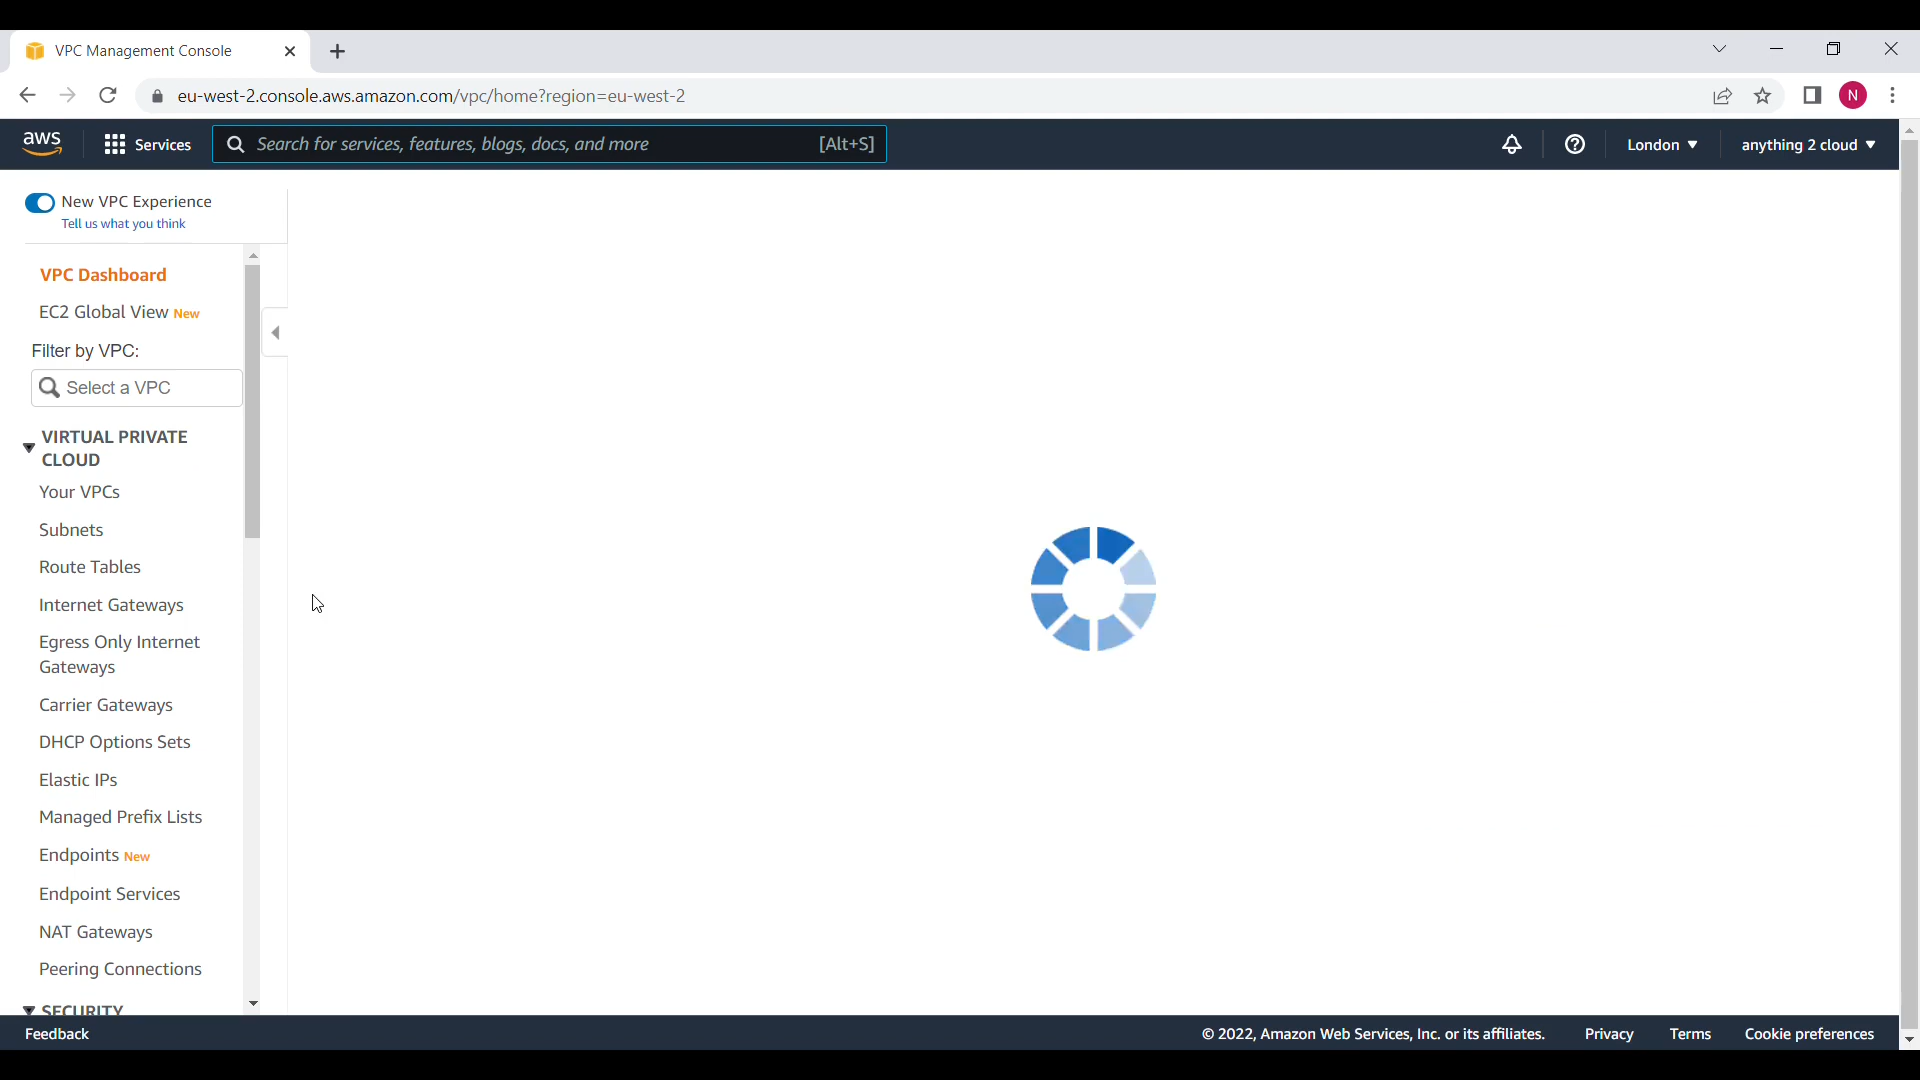 VPC Management Console
eu-west-2.console.aws.amazon.com/vpc/home?region=eu-west-2
N
aws
Services
Search for services, features, blogs, docs, and more
[Alt+S]
London
anything 2 cloud
New VPC Experience
Tell us what you think
VPC Dashboard
EC2 Global View New
Filter by VPC:
Select a VPC
VIRTUAL PRIVATE
CLOUD
Your VPCs
Subnets
Route Tables
Internet Gateways
Egress Only Internet
Gateways
Carrier Gateways
DHCP Options Sets
Elastic IPs
Managed Prefix Lists
Endpoints New
Endpoint Services
NAT Gateways
Peering Connections
SECURITY
Feedback
© 2022, Amazon Web Services, Inc. or its affiliates.
Privacy
Terms
Cookie preferences